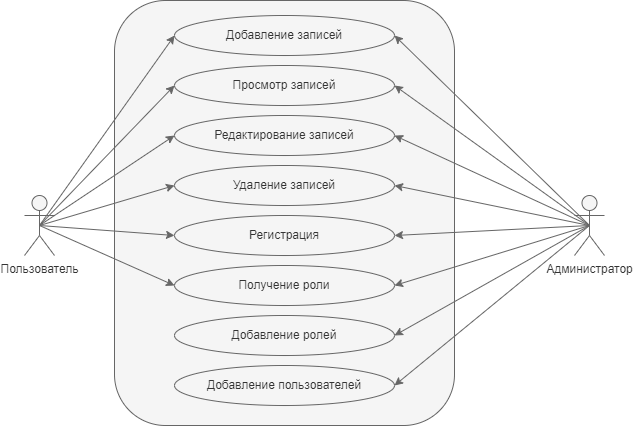 Добавление записей
Просмотр записей
Редактирование записей
Удаление записей
Регистрация
Получение роли
Добавление ролей
Добавление пользователей
Пользователь
Администратор